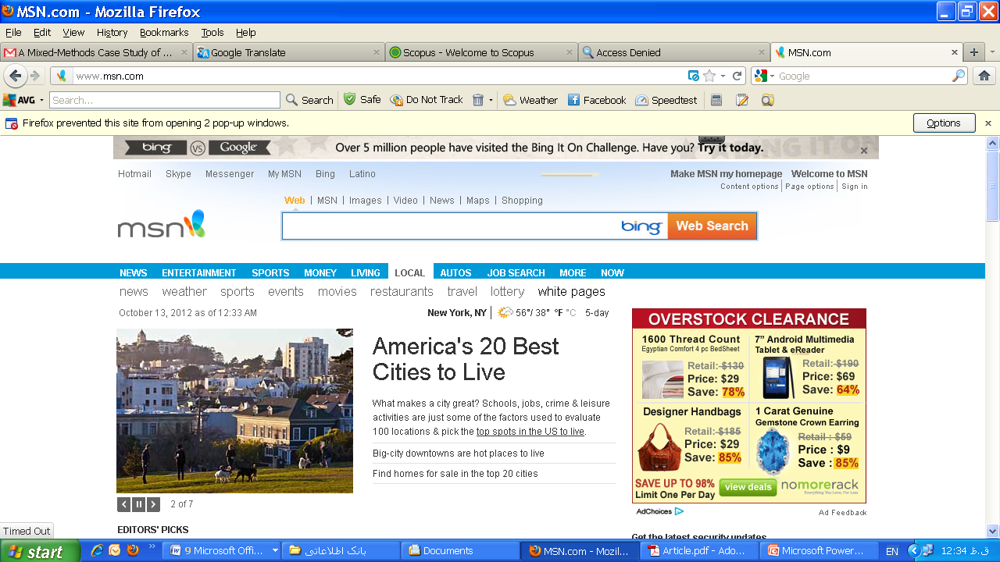 MSN.com - Mozilla Firefox
File Edit View History Bookmarks Tools Help
A Mixed-Methods Case Study of ... Google Translate Scopus - Welcome to Scopus Access Denied MSN.com
www.msn.com Google
AVG Search... Search Safe Do Not Track Weather Facebook Speedtest
Firefox prevented this site from opening 2 pop-up windows. Options
bing VS Google Over 5 million people have visited the Bing It On Challenge. Have you? Try it today.
Hotmail Skype Messenger My MSN Bing Latino Make MSN my homepage Welcome to MSN
Content options Page options Sign in
Web MSN Images Video News Maps Shopping
msn bing Web Search
NEWS ENTERTAINMENT SPORTS MONEY LIVING LOCAL AUTOS JOB SEARCH MORE NOW
news weather sports events movies restaurants travel lottery white pages
October 13, 2012 as of 12:33 AM New York, NY 56°/ 38° °F °C 5-day
America's 20 Best
Cities to Live
What makes a city great? Schools, jobs, crime & leisure
activities are just some of the factors used to evaluate
100 locations & pick the top spots in the US to live.
Big-city downtowns are hot places to live
Find homes for sale in the top 20 cities
2 of 7
EDITORS' PICKS
OVERSTOCK CLEARANCE
1600 Thread Count
Egyptian Comfort 4 pc BedSheet
Retail: $130
Price: $29
Save: 78%
7" Android Multimedia
Tablet & eReader
Retail: $190
Price: $69
Save: 64%
Designer Handbags
Retail: $185
Price: $29
Save: 85%
1 Carat Genuine
Gemstone Crown Earring
Retail : $59
Price : $9
Save : 85%
SAVE UP TO 98%
Limit One Per Day
view deals
nomorerack
Everything You Love, For Less
AdChoices Ad Feedback
Get the latest security updates
Timed Out
start 9 Microsoft Offi... بانک اطلاعاتی Documents MSN.com - Mozil... Article.pdf - Ado... Microsoft Power... EN 12:34 ق.ظ